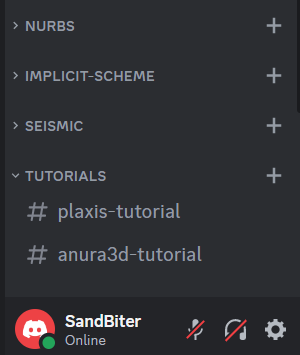 NURBS
IMPLICIT-SCHEME
SEISMIC
TUTORIALS
# plaxis-tutorial
# anura3d-tutorial
SandBiter
Online